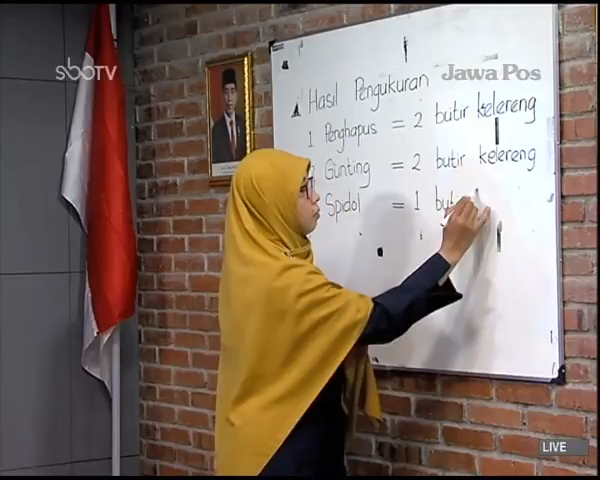 sboTV
Jawa Pos
Hasil Pengukuran
1 Penghapus = 2 butir kelereng
Gunting = 2 butir kelereng
Spidol = 1
LIVE